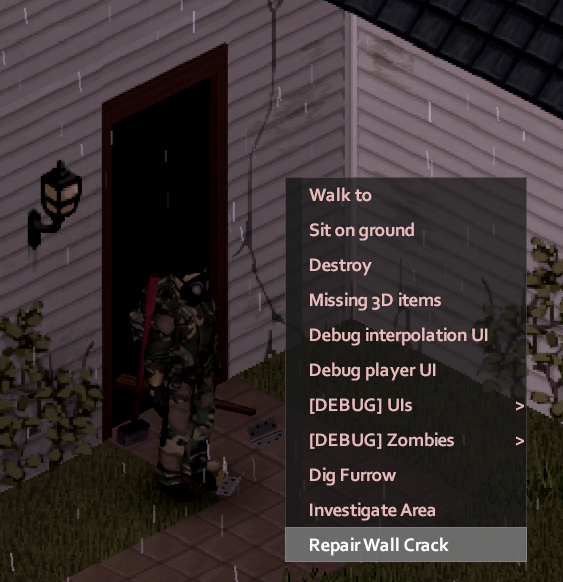 Walk to
Sit on ground
Destroy
Missing 3D items
Debug interpolation UI
Debug player UI
[DEBUG] UIs >
[DEBUG] Zombies >
Dig Furrow
Investigate Area
Repair Wall Crack